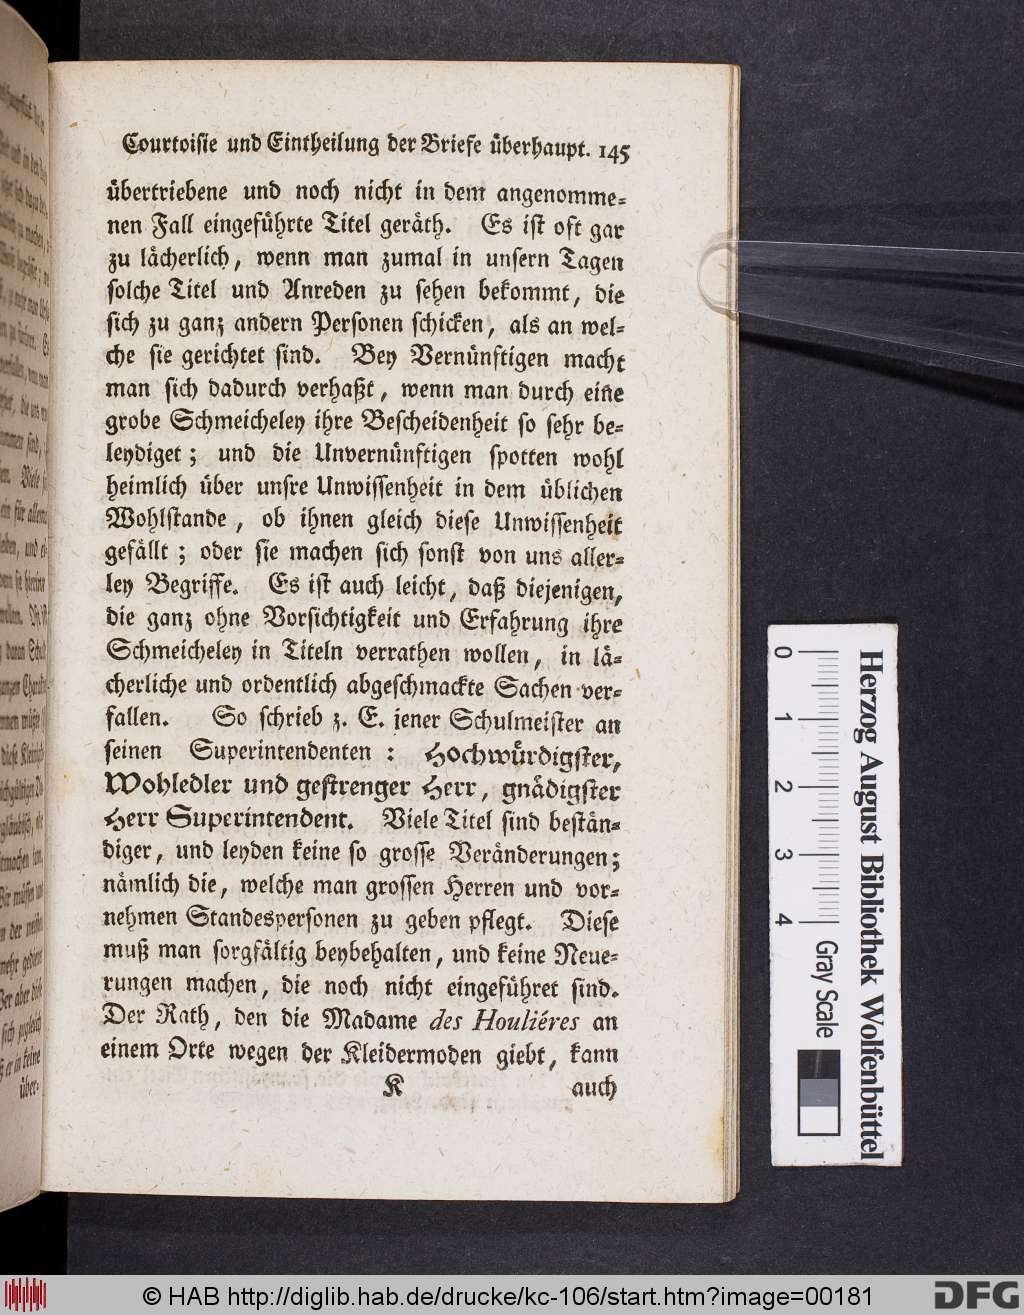 Courtoisie und Eintheilung der Briefe überhaupt. 145
übertriebene und noch nicht in dem angenomme=
nen Fall eingeführte Titel geräth. Es ist oft gar
zu lächerlich, wenn man zumal in unsern Tagen
solche Titel und Anreden zu sehen bekommt, die
sich zu ganz andern Personen schicken, als an wel=
che sie gerichtet sind. Bey Vernünftigen macht
man sich dadurch verhaßt, wenn man durch eine
grobe Schmeicheley ihre Bescheidenheit so sehr be=
leydiget; und die Unvernünftigen spotten wohl
heimlich über unsre Unwissenheit in dem üblichen
Wohlstande, ob ihnen gleich diese Unwissenheit
gefällt; oder sie machen sich sonst von uns aller=
ley Begriffe. Es ist auch leicht, daß diejenigen,
die ganz ohne Vorsichtigkeit und Erfahrung ihre
Schmeicheley in Titeln verrathen wollen, in lä=
cherliche und ordentlich abgeschmackte Sachen ver=
fallen. So schrieb z. E. jener Schulmeister an
seinen Superintendenten: Hochwürdigster,
Wohledler und gestrenger Herr, gnädigster
Herr Superintendent. Viele Titel sind bestän=
diger, und leyden keine so grosse Veränderungen;
nämlich die, welche man grossen Herren und vor=
nehmen Standespersonen zu geben pflegt. Diese
muß man sorgfältig beybehalten, und keine Neue=
rungen machen, die noch nicht eingeführet sind.
Der Rath, den die Madame des Houliéres an
einem Orte wegen der Kleidermoden giebt, kann
K auch
Herzog August Bibliothek Wolfenbüttel
0 1 2 3 4 Gray Scale
© HAB http://diglib.hab.de/drucke/kc-106/start.htm?image=00181
DFG